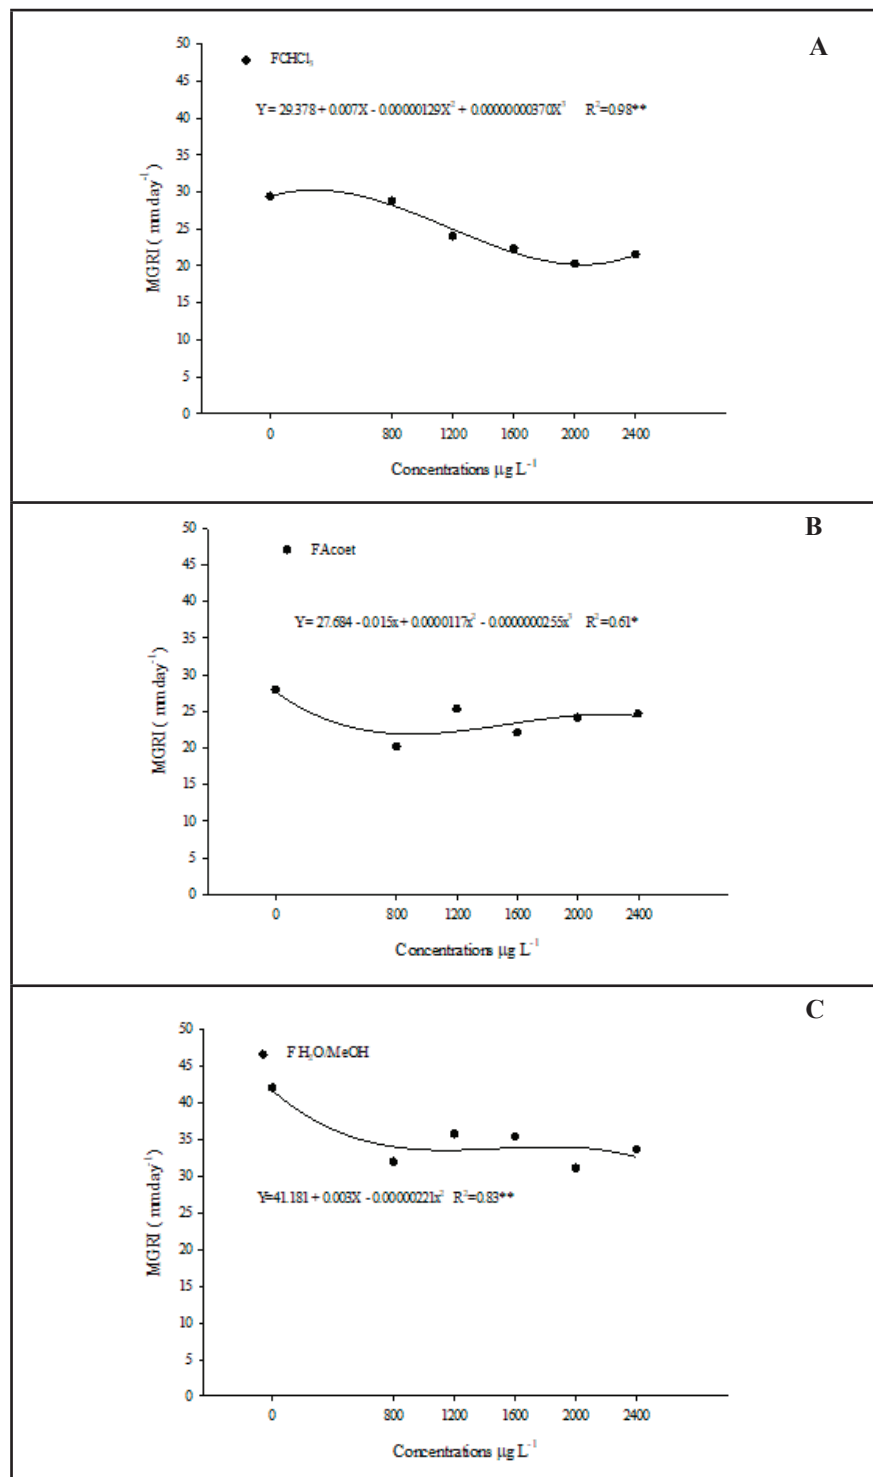 A
FCHCl₃
Y = 29.378 + 0.007X - 0.00000129X² + 0.00000000370X³ R²=0.98**
50
45
40
35
30
25
20
15
10
5
0
MGRI ( mm day⁻¹)
0 800 1200 1600 2000 2400
Concentrations µg L⁻¹
B
FAcoet
Y= 27.684 - 0.015x + 0.0000117x² - 0.0000000255x³ R²=0.61*
50
45
40
35
30
25
20
15
10
5
0
MGRI ( mm day⁻¹)
0 800 1200 1600 2000 2400
Concentrations µg L⁻¹
C
F H₂O/MeOH
Y=41.181 + 0.003X - 0.00000221x² R²=0.83**
50
45
40
35
30
25
20
15
10
5
0
MGRI ( mm day⁻¹)
0 800 1200 1600 2000 2400
Concentrations µg L⁻¹